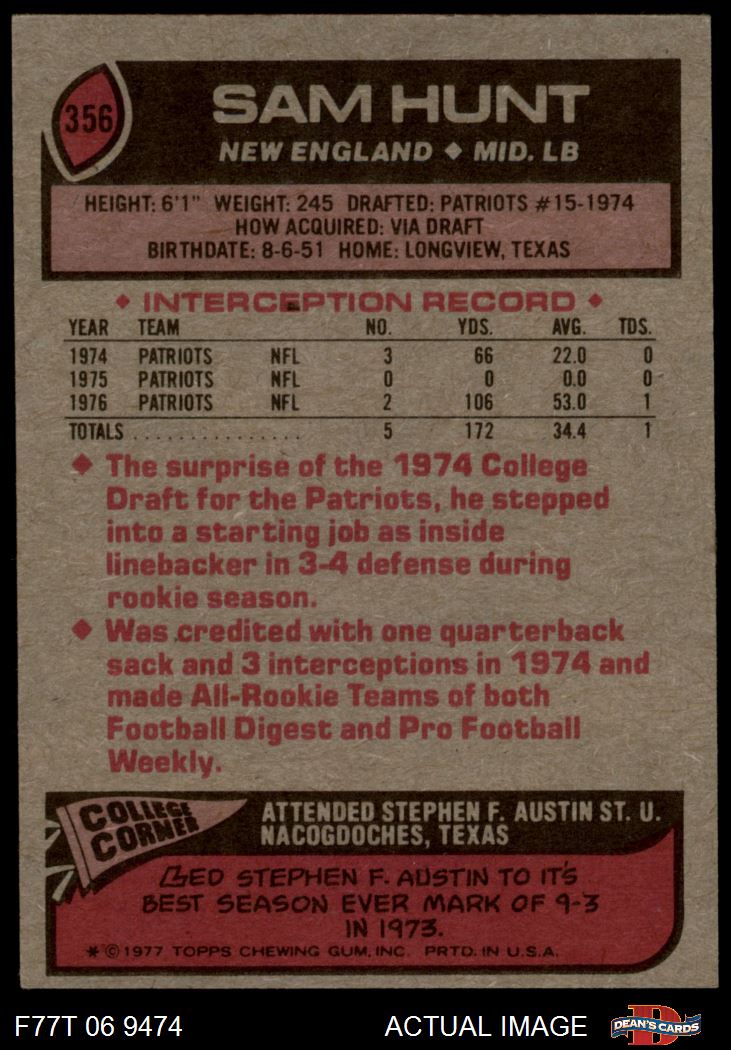 356
SAM HUNT
NEW ENGLAND ◆ MID. LB
HEIGHT: 6'1" WEIGHT: 245 DRAFTED: PATRIOTS #15-1974
HOW ACQUIRED: VIA DRAFT
BIRTHDATE: 8-6-51 HOME: LONGVIEW, TEXAS
◆ INTERCEPTION RECORD ◆
YEAR TEAM NO. YDS. AVG. TDS.
1974 PATRIOTS NFL 3 66 22.0 0
1975 PATRIOTS NFL 0 0 0.0 0
1976 PATRIOTS NFL 2 106 53.0 1
TOTALS ................ 5 172 34.4 1
◆ The surprise of the 1974 College
Draft for the Patriots, he stepped
into a starting job as inside
linebacker in 3-4 defense during
rookie season.
◆ Was credited with one quarterback
sack and 3 interceptions in 1974 and
made All-Rookie Teams of both
Football Digest and Pro Football
Weekly.
COLLEGE
CORNER
ATTENDED STEPHEN F. AUSTIN ST. U.
NACOGDOCHES, TEXAS
LED STEPHEN F. AUSTIN TO IT'S
BEST SEASON EVER MARK OF 9-3
IN 1973.
* © 1977 TOPPS CHEWING GUM, INC. PRTD. IN U.S.A.
F77T 06 9474
ACTUAL IMAGE
D
DEAN'S CARDS